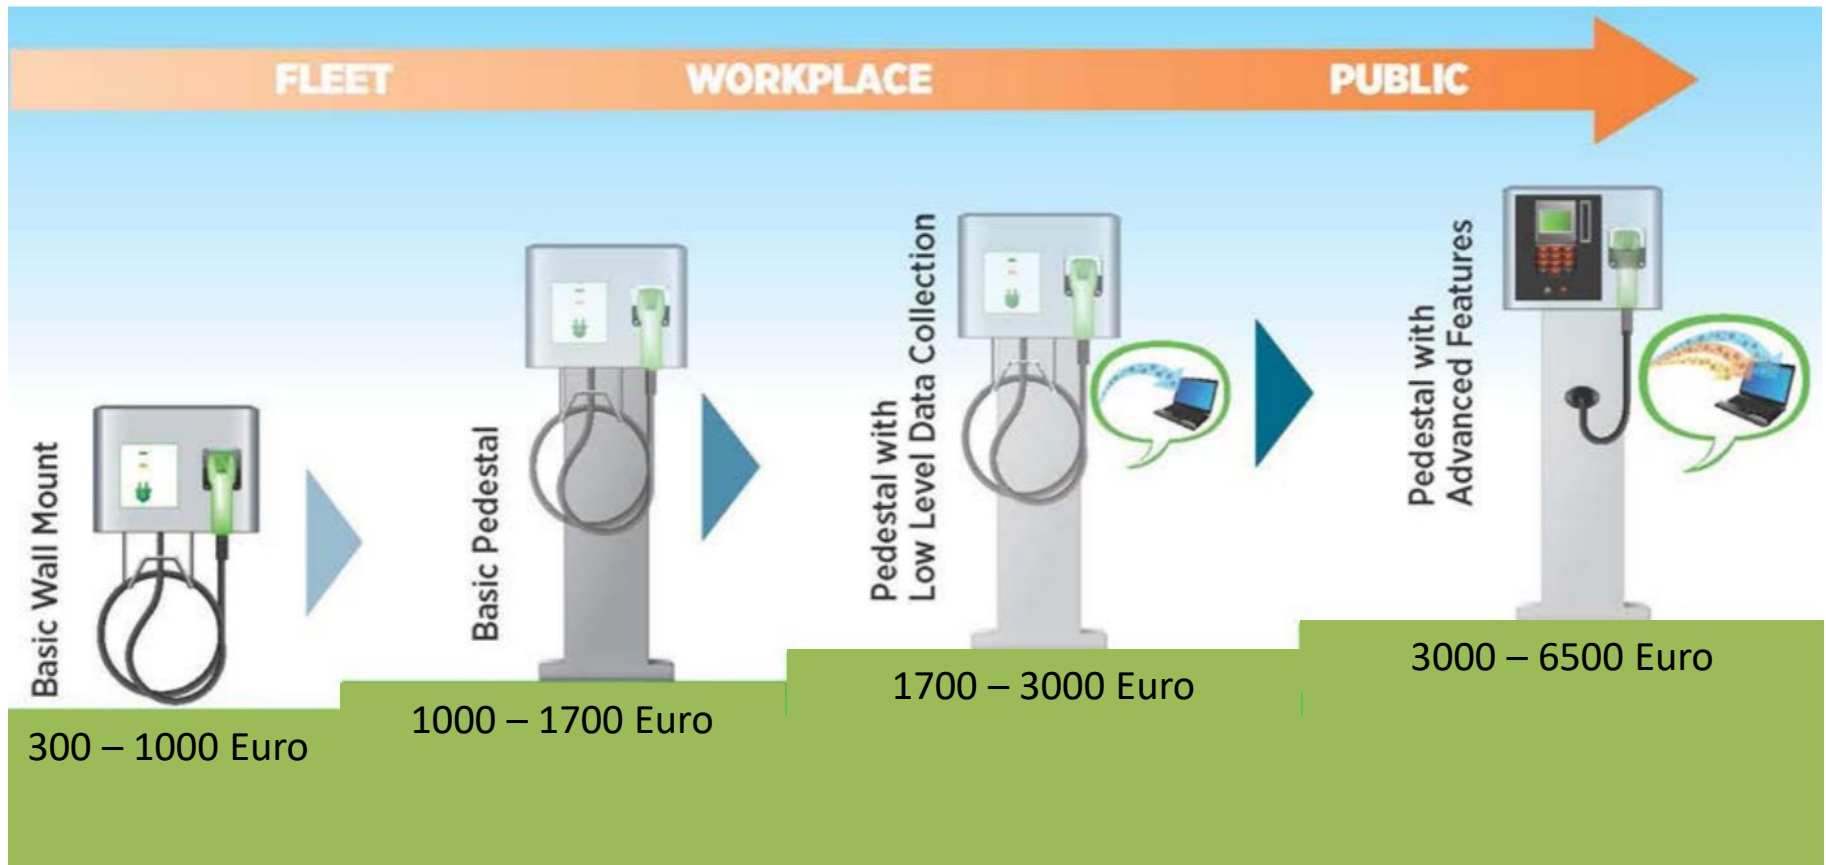 FLEET WORKPLACE PUBLIC
Basic Wall Mount
Basic Pedestal
Pedestal with
Low Level Data Collection
Pedestal with
Advanced Features
300 – 1000 Euro
1000 – 1700 Euro
1700 – 3000 Euro
3000 – 6500 Euro